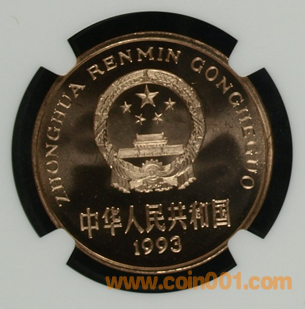 ZHONGHUA RENMIN GONGHEGUO
中华人民共和国
1993
www.coin001.com